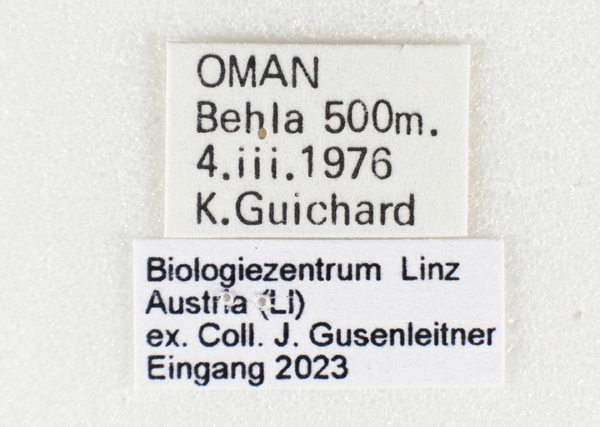 OMAN
Behla 500m.
4.iii.1976
K.Guichard
Biologiezentrum Linz
Austria (LI)
ex. Coll. J. Gusenleitner
Eingang 2023